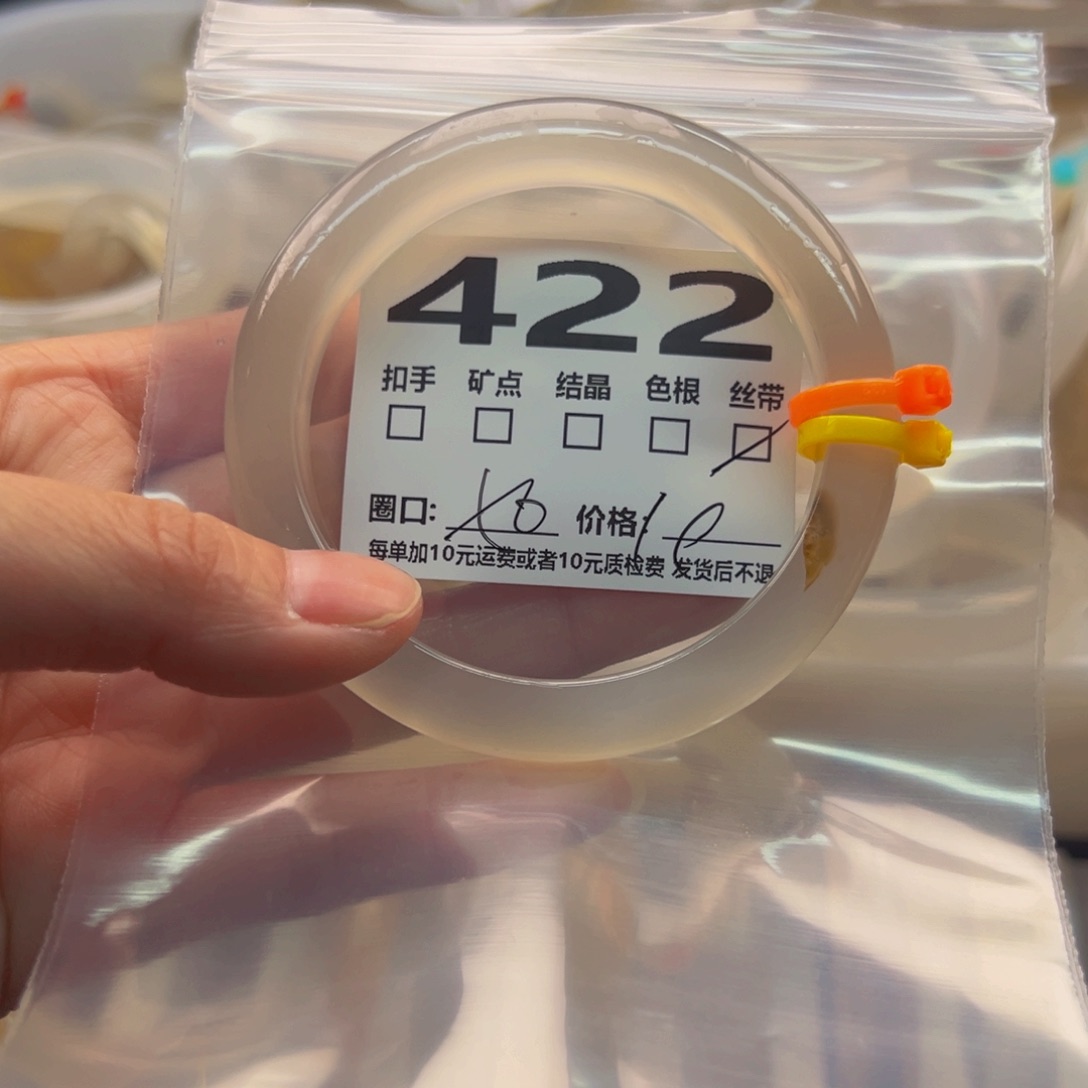 422
扣手 矿点 结晶 色根 丝带
圈口: 价格:
每单加10元运费或者10元质检费 发货后不退